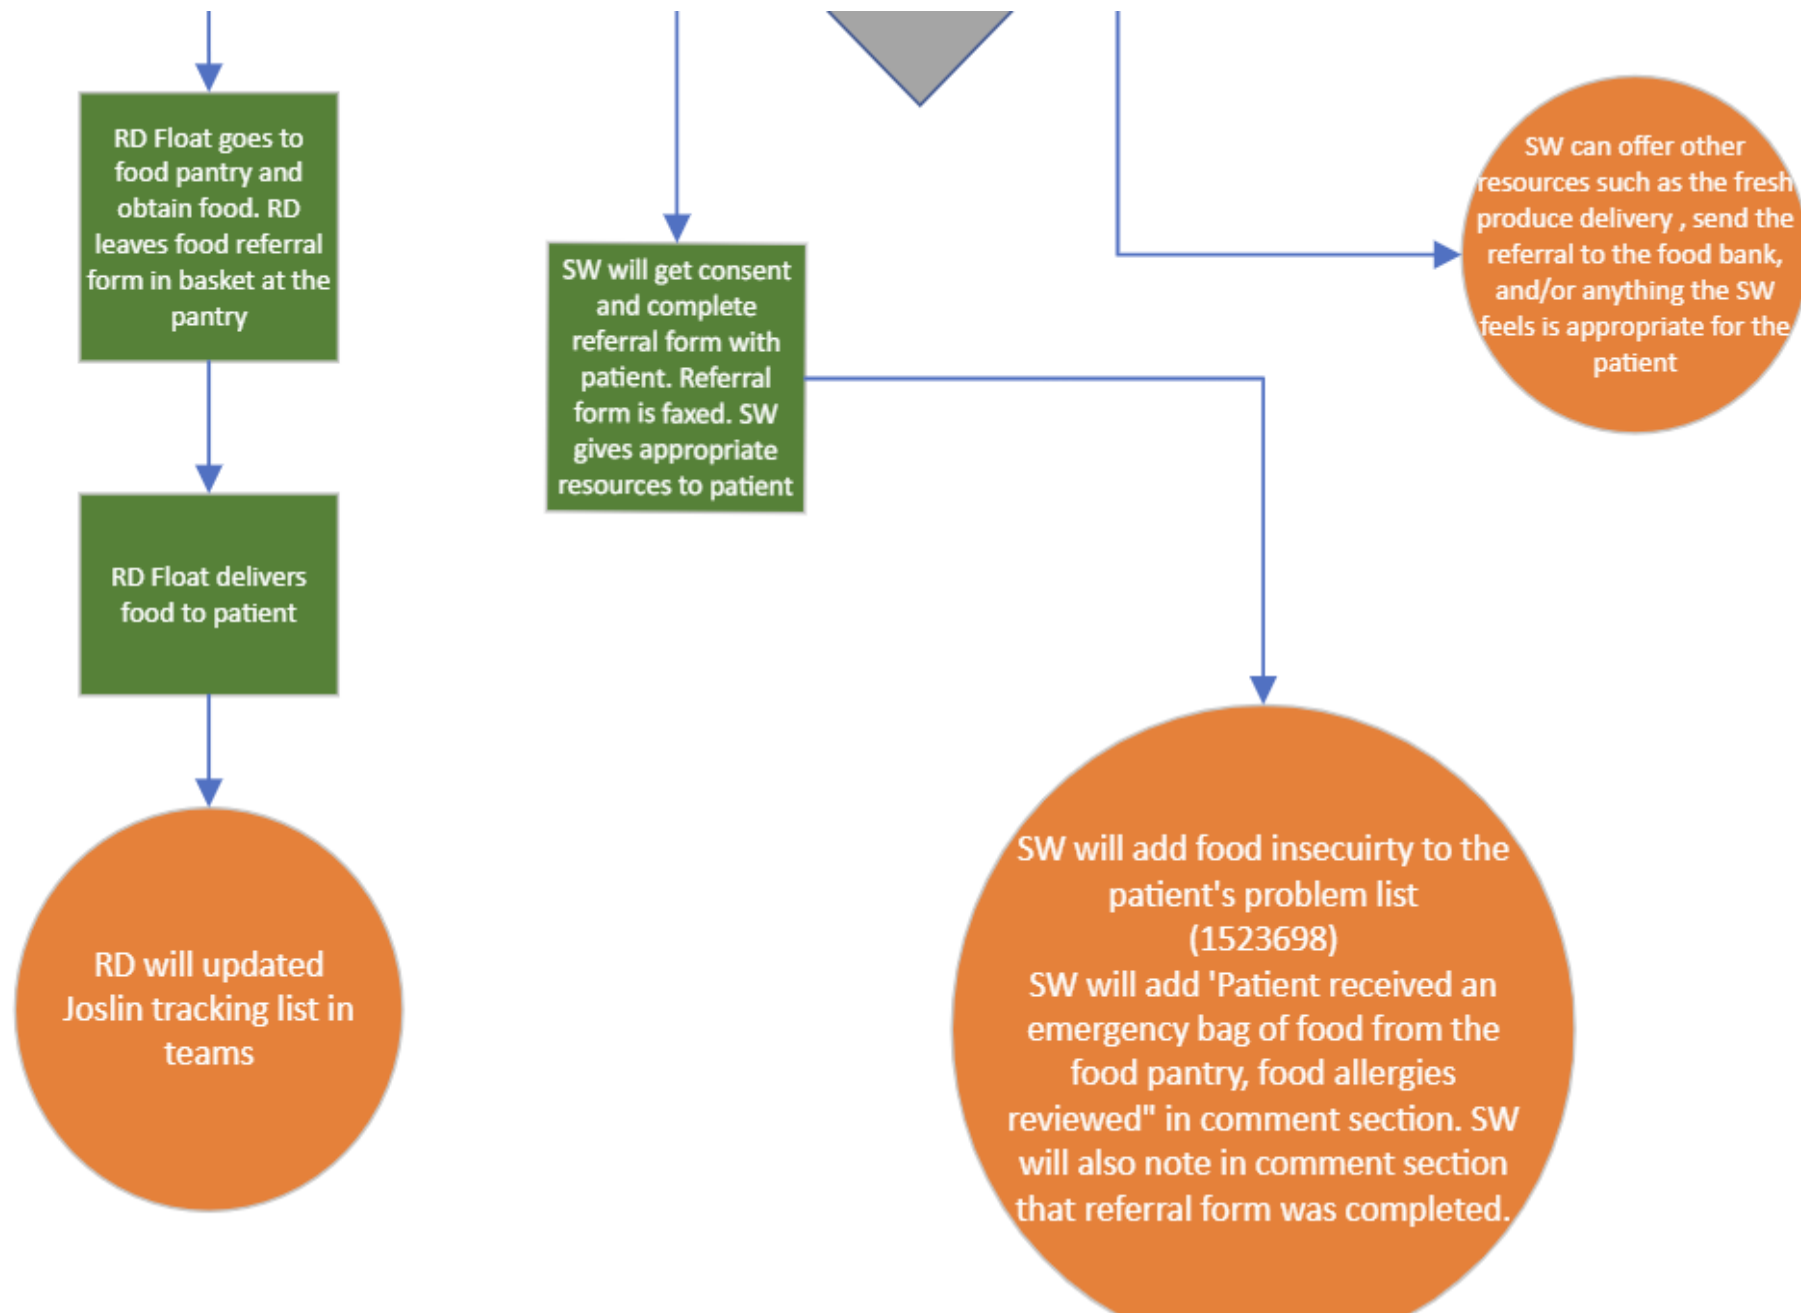 RD Float goes to
food pantry and
obtain food. RD
leaves food referral
form in basket at the
pantry
RD Float delivers
food to patient
RD will updated
Joslin tracking list in
teams
SW will get consent
and complete
referral form with
patient. Referral
form is faxed. SW
gives appropriate
resources to patient
SW will add food insecuirty to the
patient's problem list
(1523698)
SW will add 'Patient received an
emergency bag of food from the
food pantry, food allergies
reviewed" in comment section. SW
will also note in comment section
that referral form was completed.
SW can offer other
resources such as the fresh
produce delivery , send the
referral to the food bank,
and/or anything the SW
feels is appropriate for the
patient